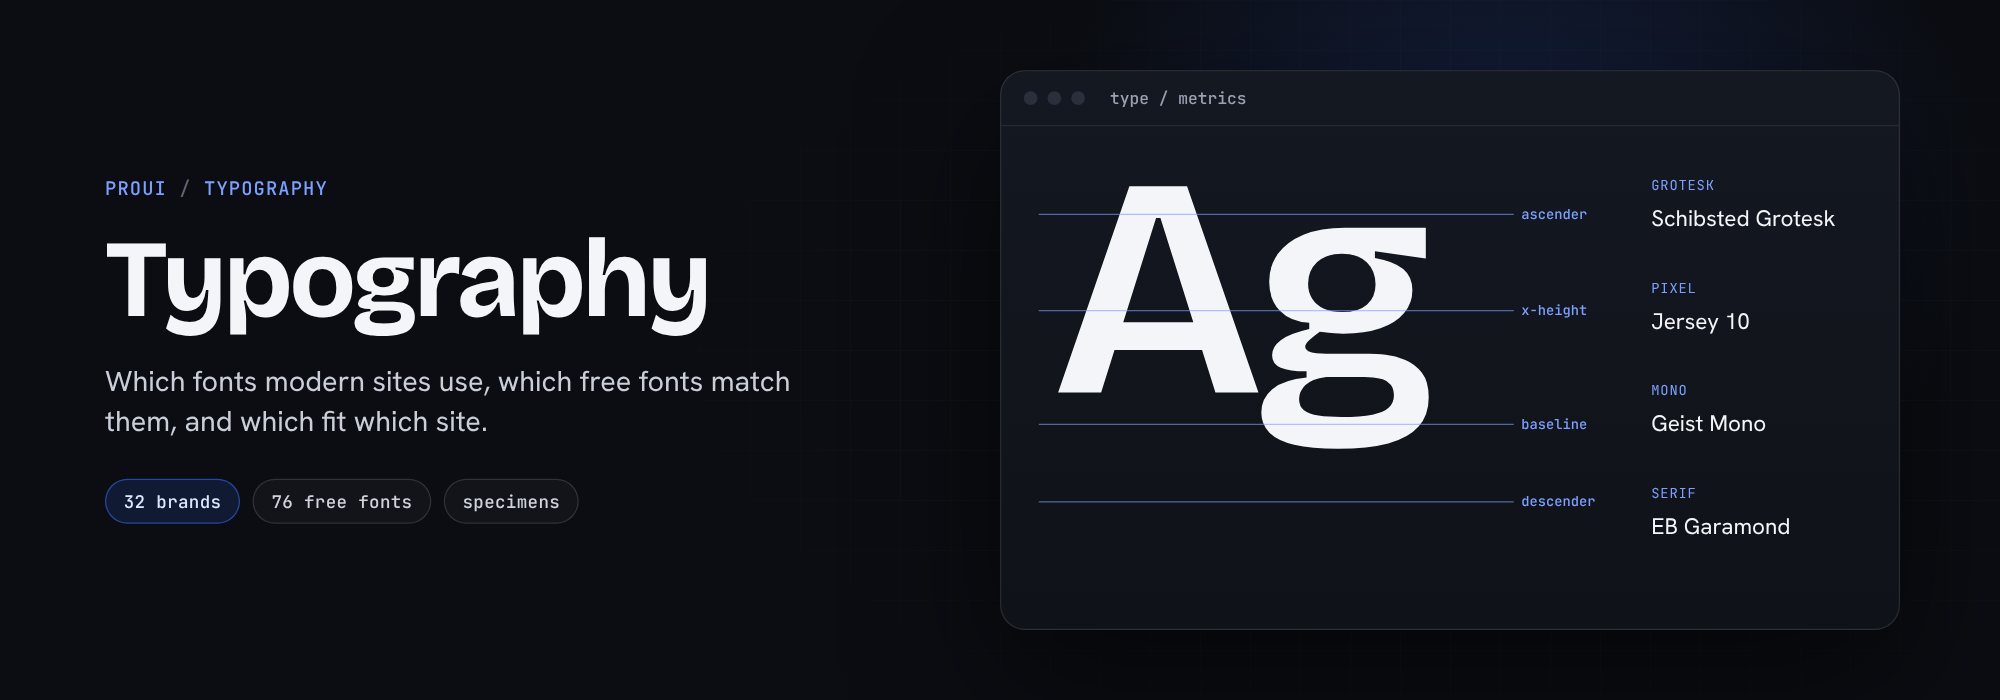 PROUI / TYPOGRAPHY
Typography
Which fonts modern sites use, which free fonts match
them, and which fit which site.
32 brands
76 free fonts
specimens
type / metrics
Ag
ascender
x-height
baseline
descender
GROTESK
Schibsted Grotesk
PIXEL
Jersey 10
MONO
Geist Mono
SERIF
EB Garamond